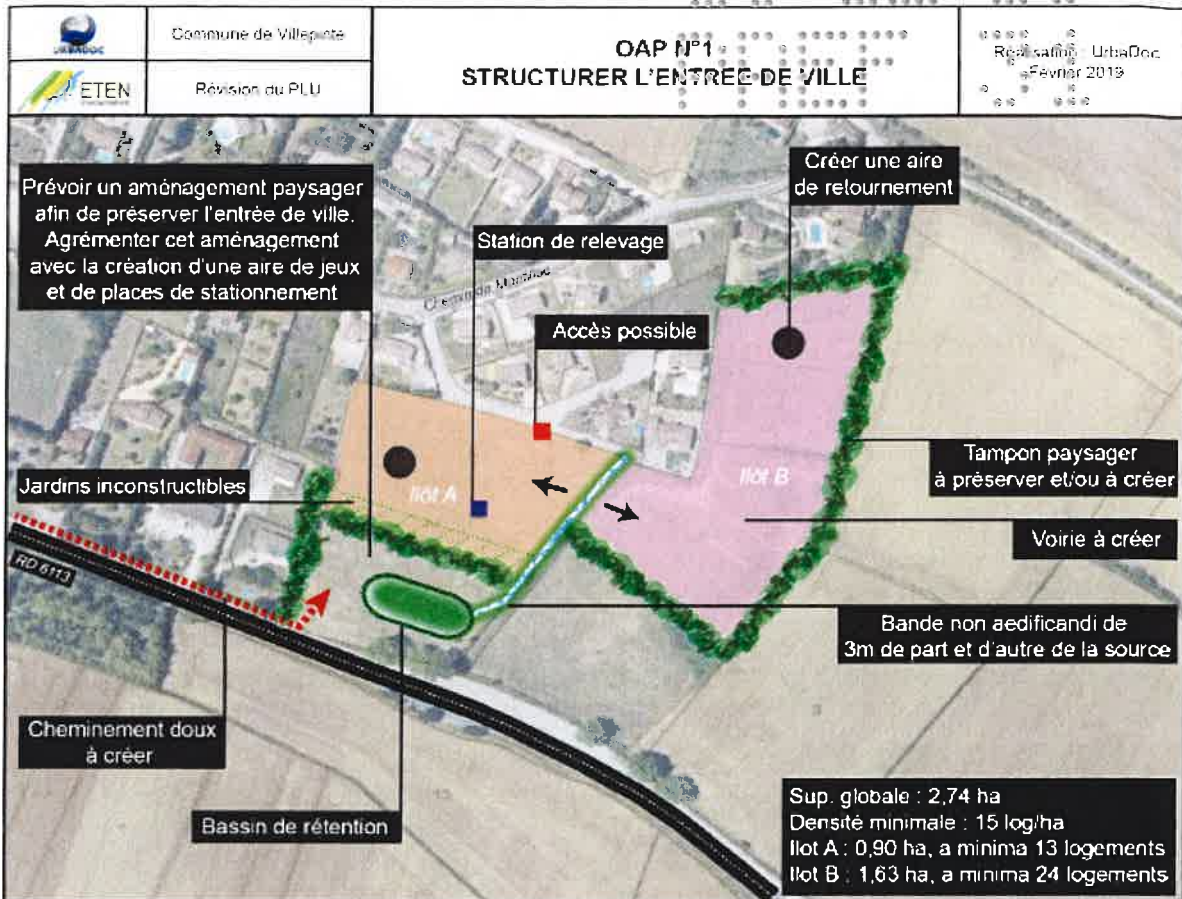 URBADOC
ETEN
Commune de Villepinte
Révision du PLU
OAP N°1
STRUCTURER L'ENTREE DE VILLE
Réalisation : UrbaDoc
Février 2019
Prévoir un aménagement paysager
afin de préserver l'entrée de ville.
Agrémenter cet aménagement
avec la création d'une aire de jeux
et de places de stationnement
Créer une aire
de retournement
Station de relevage
Accès possible
Jardins inconstructibles
Ilôt A
Ilôt B
Tampon paysager
à préserver et/ou à créer
Voirie à créer
RD 6113
Bande non aedificandi de
3m de part et d'autre de la source
Cheminement doux
à créer
Bassin de rétention
Sup. globale : 2,74 ha
Densité minimale : 15 log/ha
Ilot A : 0,90 ha, a minima 13 logements
Ilot B : 1,63 ha, a minima 24 logements